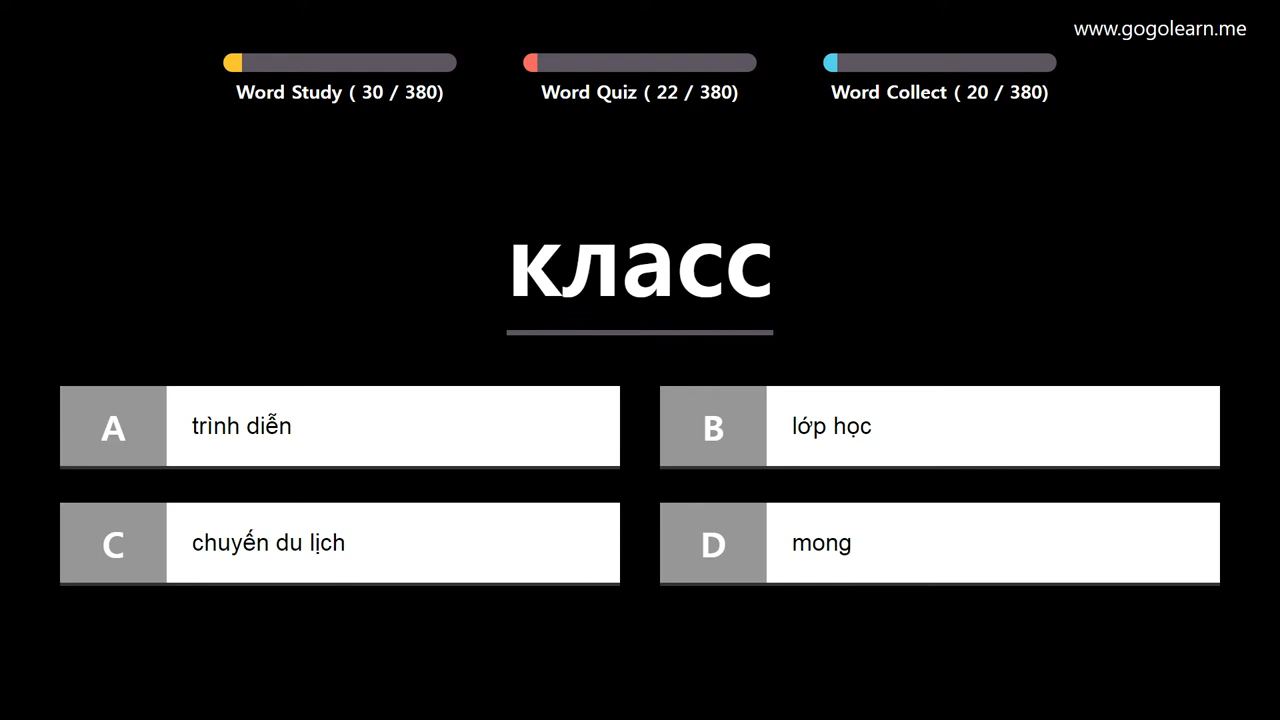 www.gogolearn.me
Word Study ( 30 / 380)
Word Quiz ( 22 / 380)
Word Collect ( 20 / 380)
класс
A
trình diễn
B
lớp học
C
chuyến du lịch
D
mong